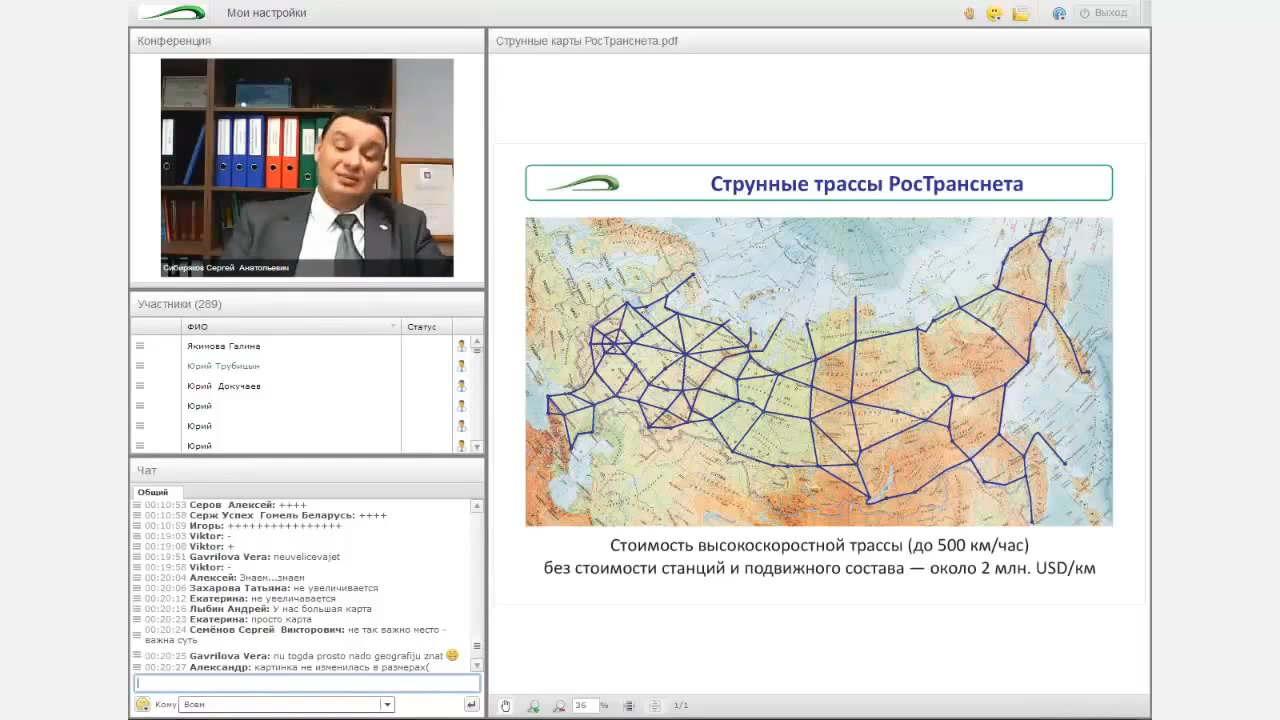 Мои настройки
Выход
Конференция
Сибиряков Сергей Анатольевич
Участники (289)
ФИО
Статус
Якимова Галина
Юрий Трубицын
Юрий Докучаев
Юрий
Юрий
Юрий
Чат
Общий
00:10:53 Серов Алексей: ++++
00:10:58 Серж Успех Гомель Беларусь: ++++
00:10:59 Игорь: ++++++++++++++++
00:19:03 Viktor: -
00:19:08 Viktor: +
00:19:51 Gavrilova Vera: neuvelicevajet
00:19:58 Viktor: -
00:20:04 Алексей: Знаем...знаем
00:20:06 Захарова Татьяна: не увеличивается
00:20:12 Екатерина: не увеличавается
00:20:16 Лыбин Андрей: У нас большая карта
00:20:23 Екатерина: просто карта
00:20:24 Семёнов Сергей Викторович: не так важно место -
важна суть
00:20:25 Gavrilova Vera: nu togda prosto nado geografiju znat
00:20:27 Александр: картинка не изменилась в размерах(
Кому
Всем
Струнные карты РосТранснета.pdf
Струнные трассы РосТранснета
Стоимость высокоскоростной трассы (до 500 км/час)
без стоимости станций и подвижного состава — около 2 млн. USD/км
36 %
1/1